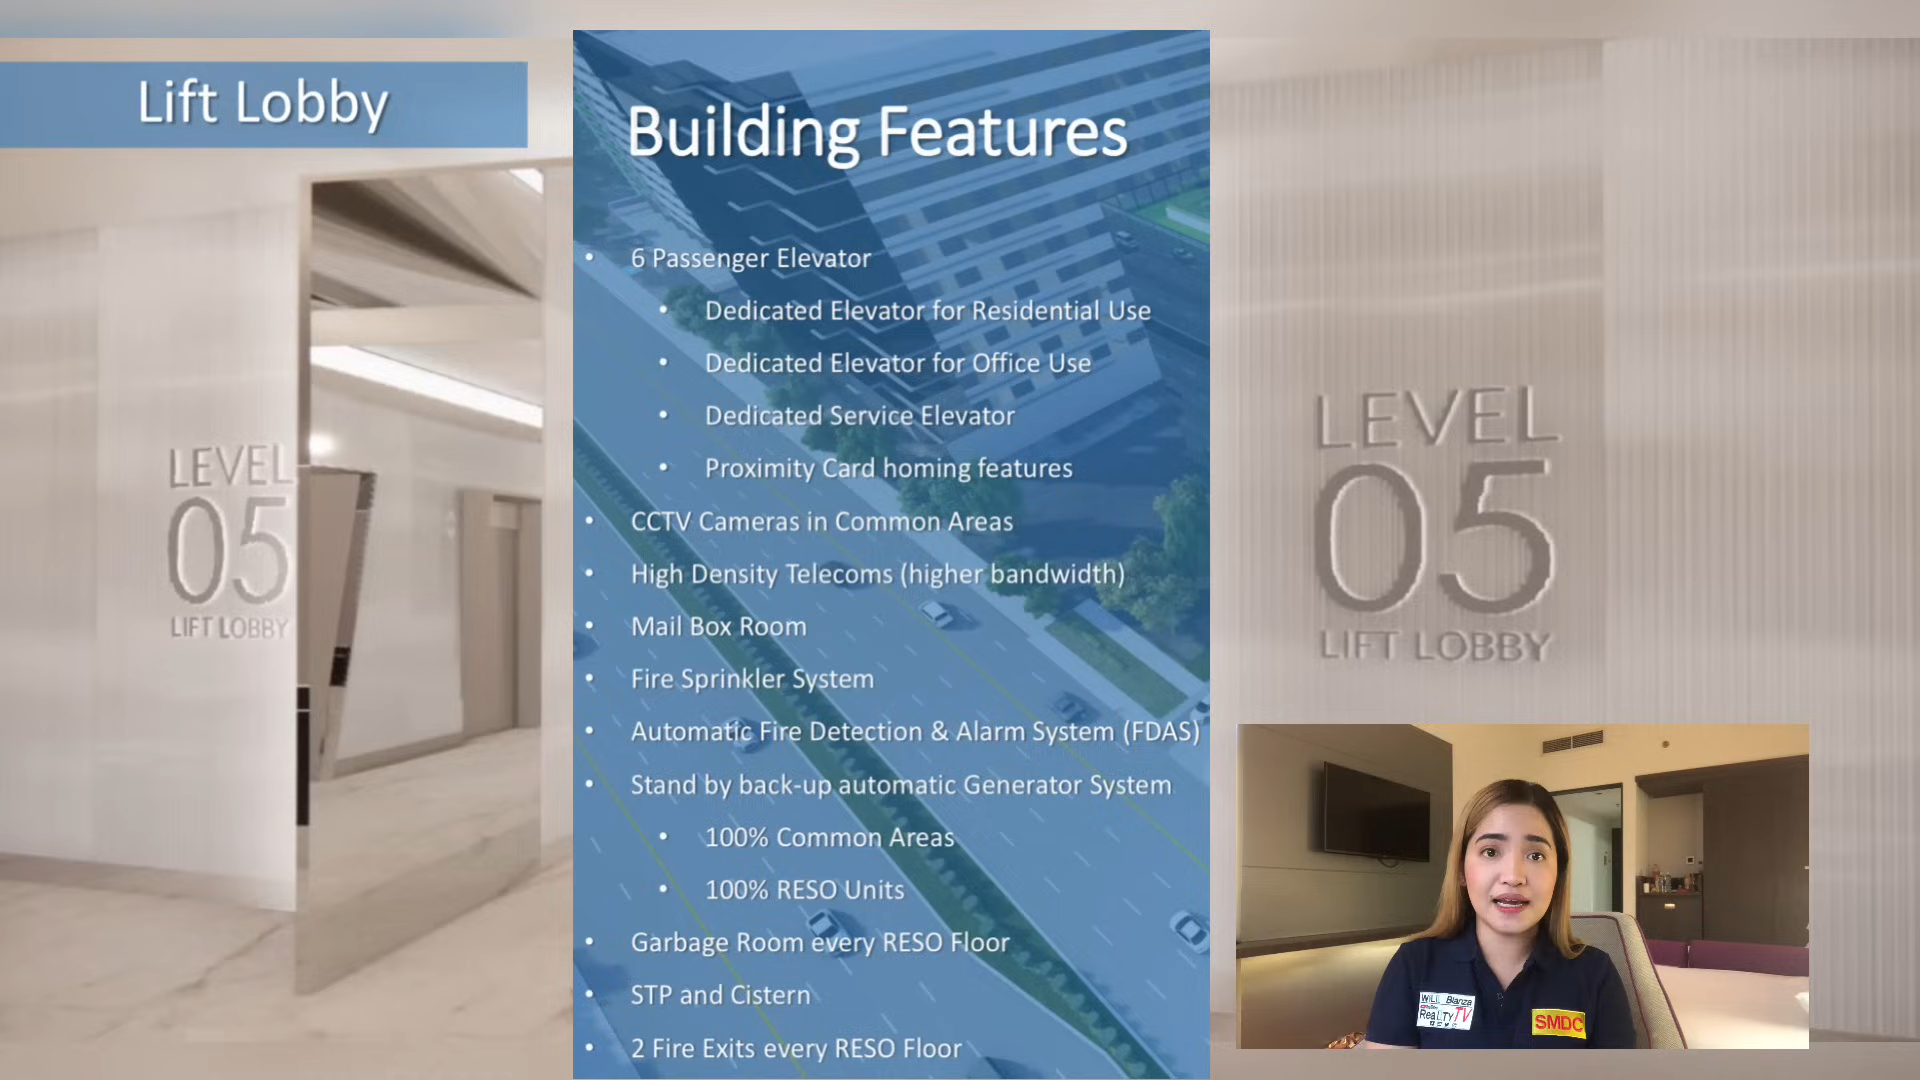 Lift Lobby
LEVEL
05
LIFT LOBBY
Building Features
• 6 Passenger Elevator
• Dedicated Elevator for Residential Use
• Dedicated Elevator for Office Use
• Dedicated Service Elevator
• Proximity Card homing features
• CCTV Cameras in Common Areas
• High Density Telecoms (higher bandwidth)
• Mail Box Room
• Fire Sprinkler System
• Automatic Fire Detection & Alarm System (FDAS)
• Stand by back-up automatic Generator System
• 100% Common Areas
• 100% RESO Units
• Garbage Room every RESO Floor
• STP and Cistern
• 2 Fire Exits every RESO Floor
LEVEL
05
LIFT LOBBY
WiLL Bianza
ReaLTyTV
SMDC